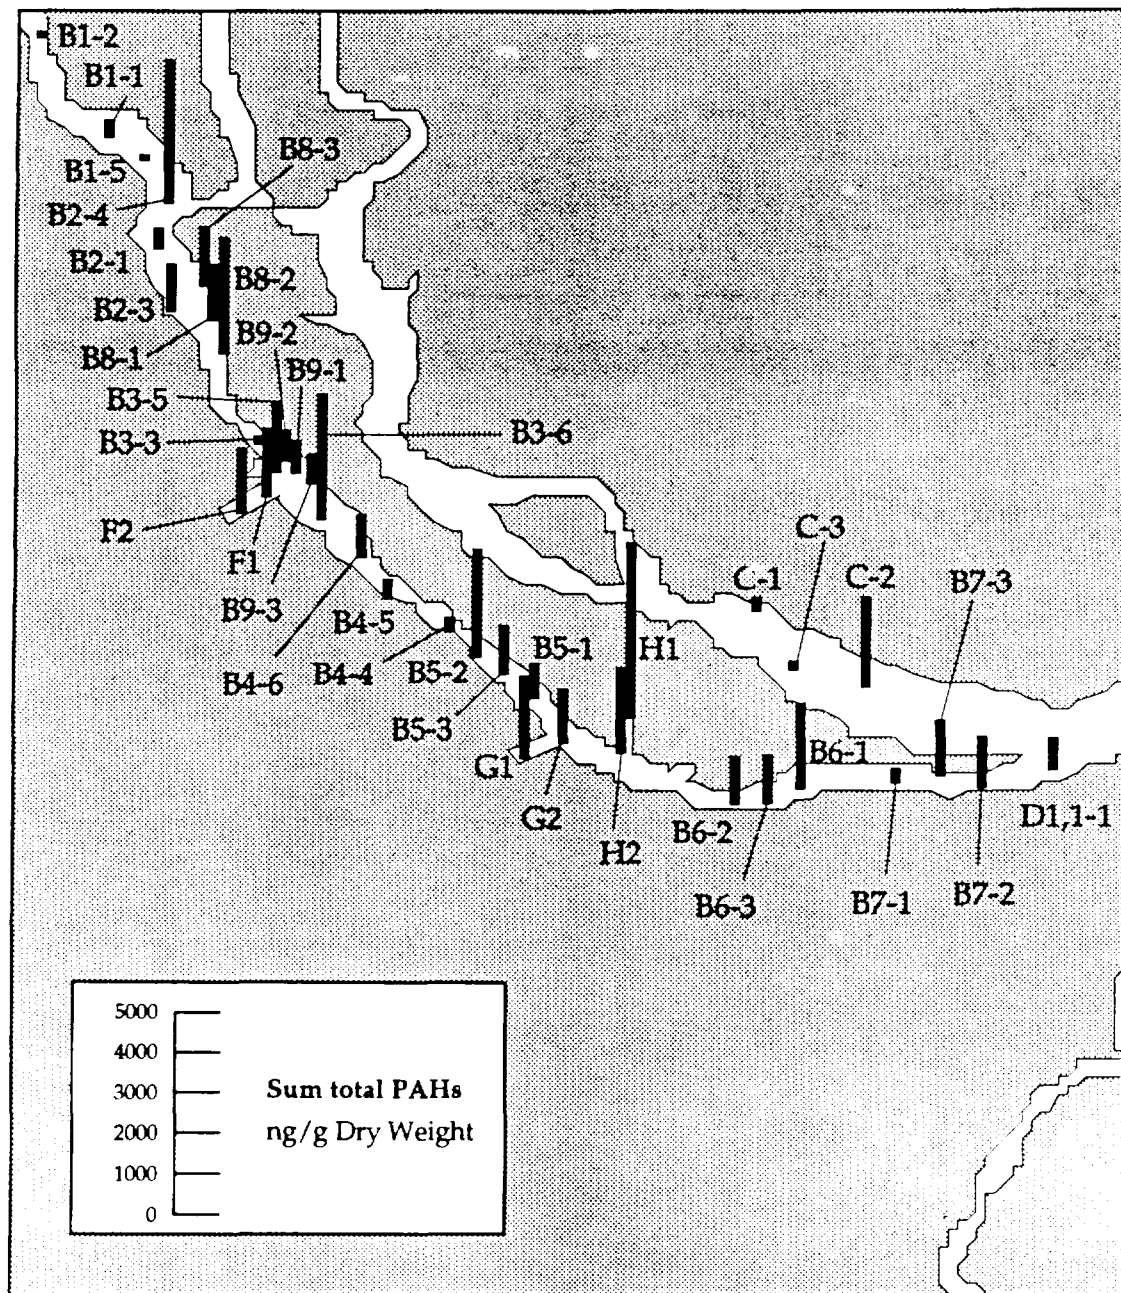 B1-2
B1-1
B1-5
B8-3
B2-4
B2-1
B8-2
B2-3
B9-2
B8-1
B9-1
B3-5
B3-3
B3-6
F2
C-3
F1
C-1
C-2
B7-3
B9-3
B4-5
B5-1
H1
B4-6
B4-4
B5-2
B5-3
B6-1
G1
G2
B6-2
D1,1-1
H2
B6-3
B7-1
B7-2
5000
4000
3000
Sum total PAHs
2000
ng/g Dry Weight
1000
0